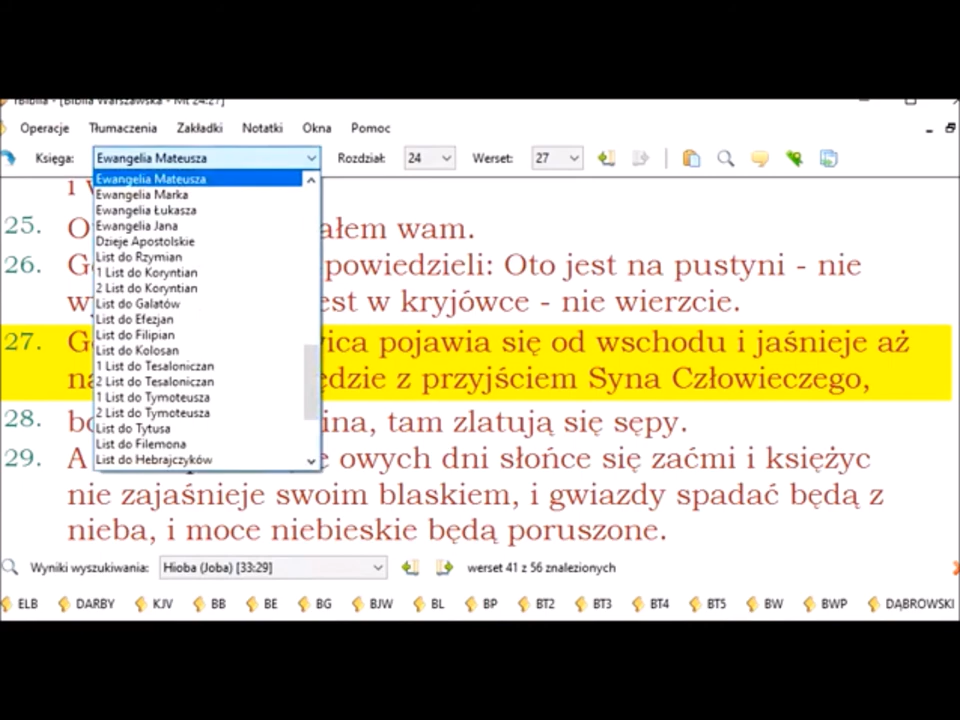 rBiblia - [Biblia Warszawska - Mt 24:27]
Operacje Tłumaczenia Zakładki Notatki Okna Pomoc
Księga: Ewangelia Mateusza Rozdział: 24 Werset: 27
Ewangelia Mateusza
Ewangelia Marka
Ewangelia Łukasza
Ewangelia Jana
Dzieje Apostolskie
List do Rzymian
1 List do Koryntian
2 List do Koryntian
List do Galatów
List do Efezjan
List do Filipian
List do Kolosan
1 List do Tesaloniczan
2 List do Tesaloniczan
1 List do Tymoteusza
2 List do Tymoteusza
List do Tytusa
List do Filemona
List do Hebrajczyków
25. ałem wam.
26. powiedzieli: Oto jest na pustyni - nie
est w kryjówce - nie wierzcie.
27. vica pojawia się od wschodu i jaśnieje aż
ędzie z przyjściem Syna Człowieczego,
28. ina, tam zlatują się sępy.
29. A owych dni słońce się zaćmi i księżyc
nie zajaśnieje swoim blaskiem, i gwiazdy spadać będą z
nieba, i moce niebieskie będą poruszone.
Wyniki wyszukiwania: Hioba (Joba) [33:29] werset 41 z 56 znalezionych
ELB DARBY KJV BB BE BG BJW BL BP BT2 BT3 BT4 BT5 BW BWP DĄBROWSKI